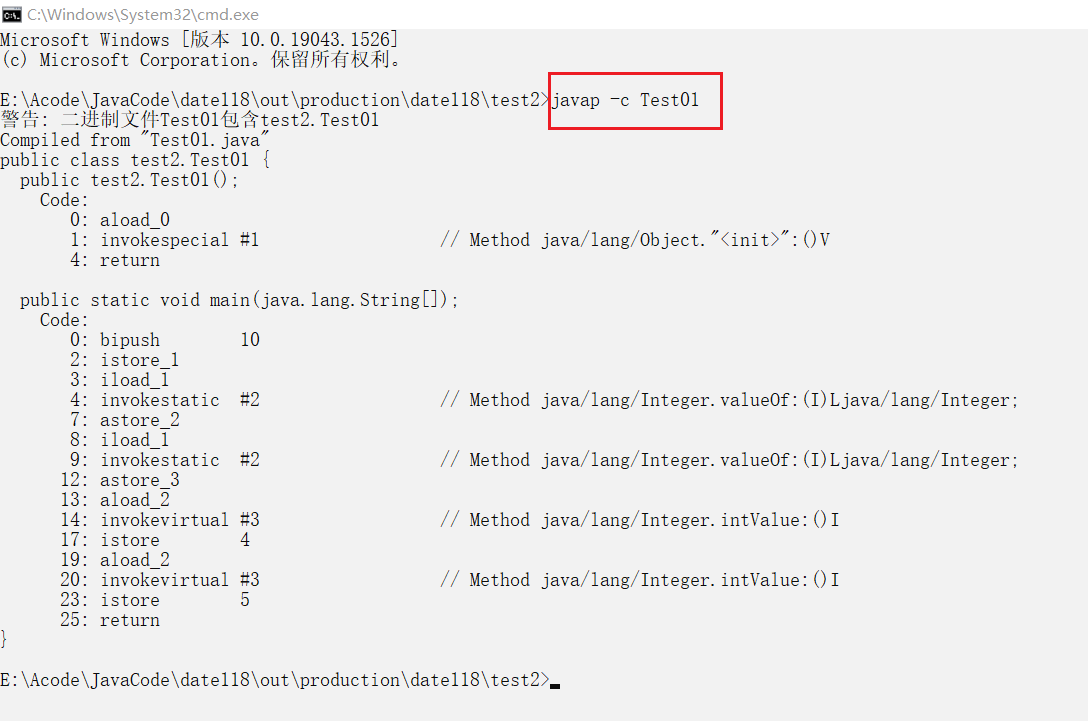 C:\Windows\System32\cmd.exe
Microsoft Windows [版本 10.0.19043.1526]
(c) Microsoft Corporation。保留所有权利。
E:\Acode\JavaCode\date118\out\production\date118\test2>javap -c Test01
警告: 二进制文件Test01包含test2.Test01
Compiled from "Test01.java"
public class test2.Test01 {
  public test2.Test01();
    Code:
       0: aload_0
       1: invokespecial #1                  // Method java/lang/Object."<init>":()V
       4: return
  public static void main(java.lang.String[]);
    Code:
       0: bipush        10
       2: istore_1
       3: iload_1
       4: invokestatic  #2                  // Method java/lang/Integer.valueOf:(I)Ljava/lang/Integer;
       7: astore_2
       8: iload_1
       9: invokestatic  #2                  // Method java/lang/Integer.valueOf:(I)Ljava/lang/Integer;
      12: astore_3
      13: aload_2
      14: invokevirtual #3                  // Method java/lang/Integer.intValue:()I
      17: istore        4
      19: aload_2
      20: invokevirtual #3                  // Method java/lang/Integer.intValue:()I
      23: istore        5
      25: return
}
E:\Acode\JavaCode\date118\out\production\date118\test2>